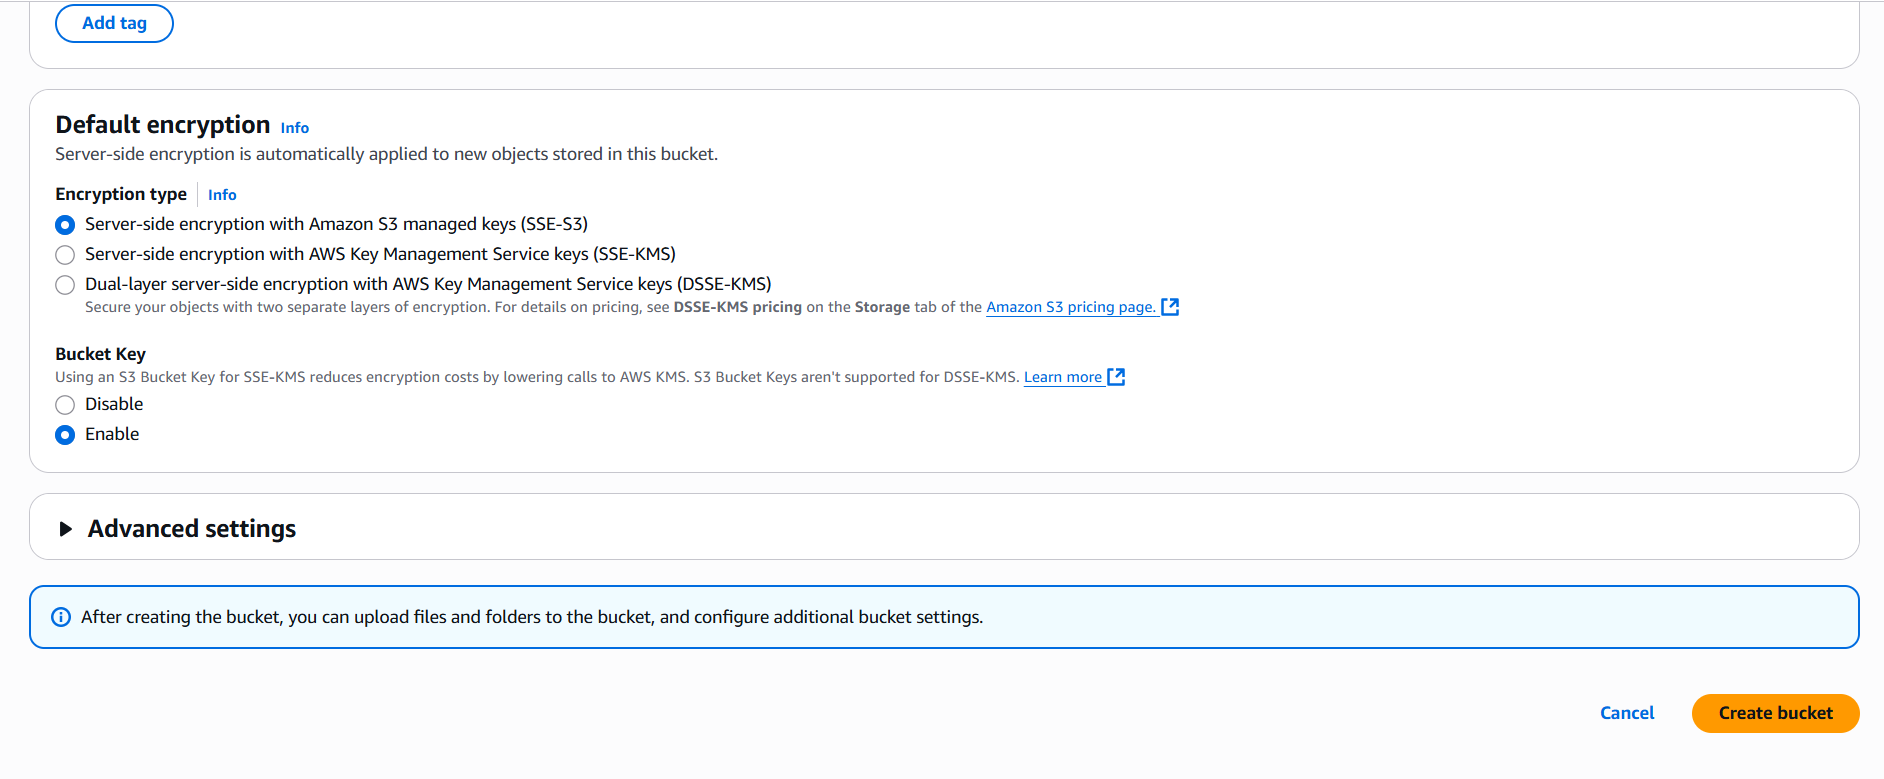 Add tag
Default encryption Info
Server-side encryption is automatically applied to new objects stored in this bucket.
Encryption type Info
Server-side encryption with Amazon S3 managed keys (SSE-S3)
Server-side encryption with AWS Key Management Service keys (SSE-KMS)
Dual-layer server-side encryption with AWS Key Management Service keys (DSSE-KMS)
Secure your objects with two separate layers of encryption. For details on pricing, see DSSE-KMS pricing on the Storage tab of the Amazon S3 pricing page.
Bucket Key
Using an S3 Bucket Key for SSE-KMS reduces encryption costs by lowering calls to AWS KMS. S3 Bucket Keys aren't supported for DSSE-KMS. Learn more
Disable
Enable
Advanced settings
After creating the bucket, you can upload files and folders to the bucket, and configure additional bucket settings.
Cancel Create bucket